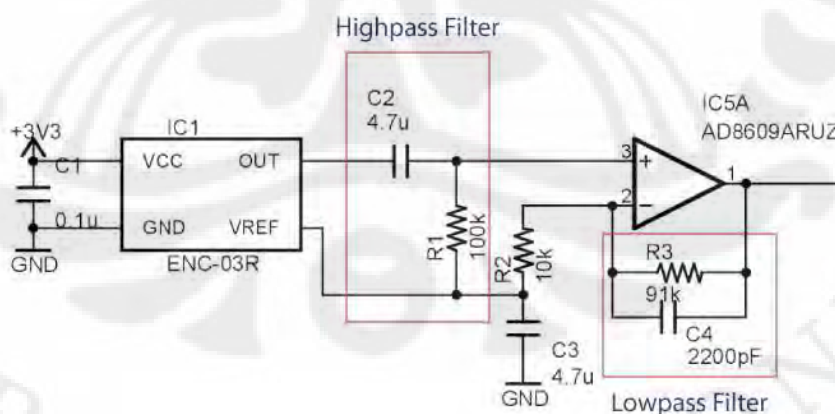 Highpass Filter
C2
4.7u
IC5A
AD8609ARUZ
+3V3
IC1
C1
VCC
OUT
3
+
1
2
-
0.1u
GND
VREF
R1
100k
R2
10k
GND
ENC-03R
R3
91k
C4
2200pF
C3
4.7u
GND
Lowpass Filter